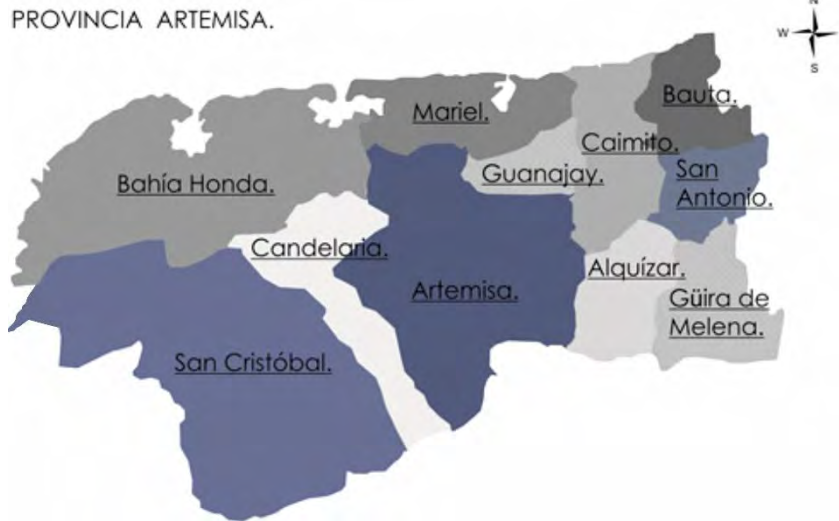 PROVINCIA ARTEMISA.
N
W
S
Bauta.
Mariel.
Caimito.
Guanajay.
San
Antonio.
Bahía Honda.
Candelaria.
Artemisa.
Alquízar.
Güira de
Melena.
San Cristóbal.